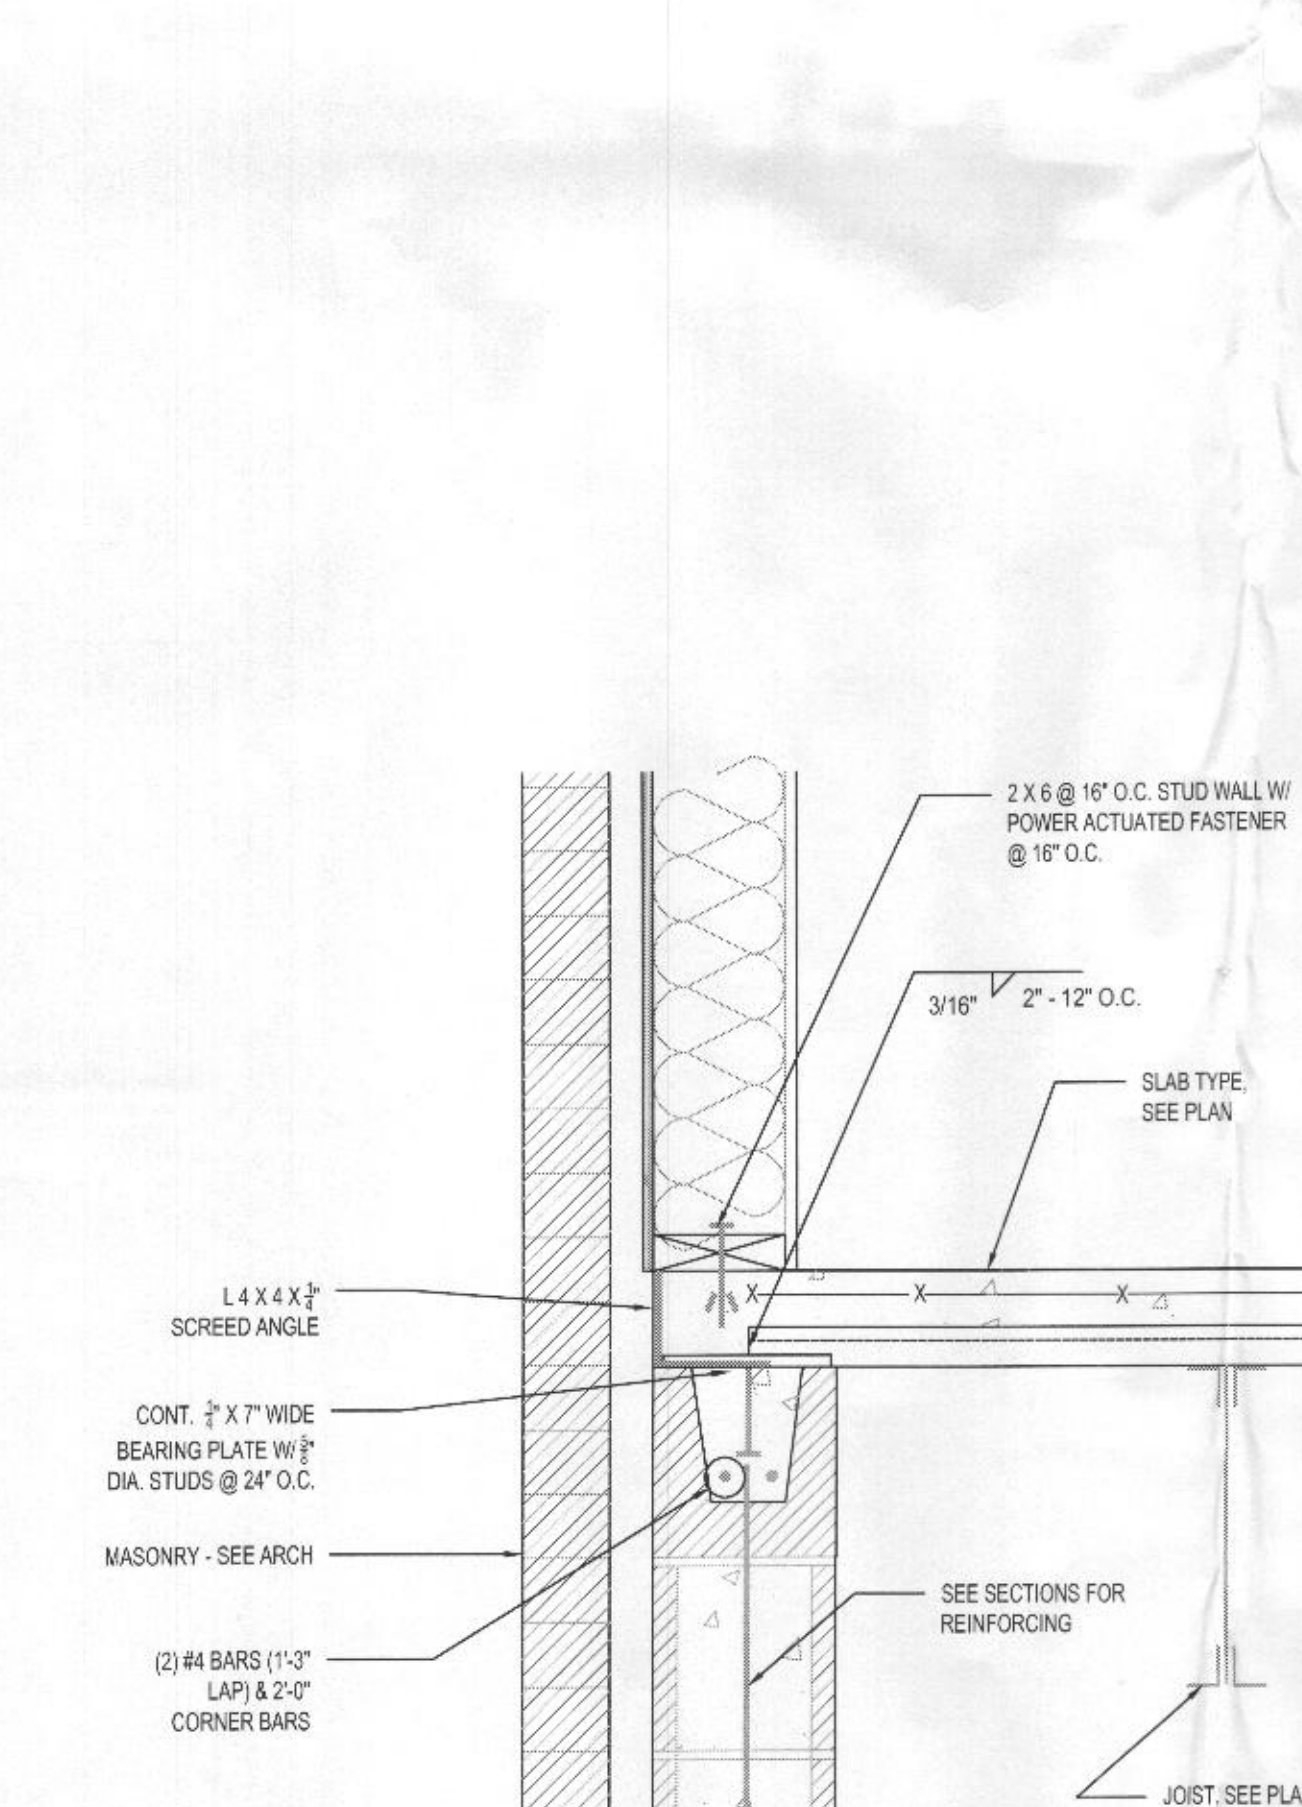 2 X 6 @ 16" O.C. STUD WALL W/
POWER ACTUATED FASTENER
@ 16" O.C.
3/16"
2" - 12" O.C.
SLAB TYPE,
SEE PLAN
L 4 X 4 X 1/4"
SCREED ANGLE
X
X
X
CONT. 1/4" X 7" WIDE
BEARING PLATE W/ 5/8"
DIA. STUDS @ 24" O.C.
MASONRY - SEE ARCH
SEE SECTIONS FOR
REINFORCING
(2) #4 BARS (1'-3"
LAP) & 2'-0"
CORNER BARS
JOIST, SEE PLA